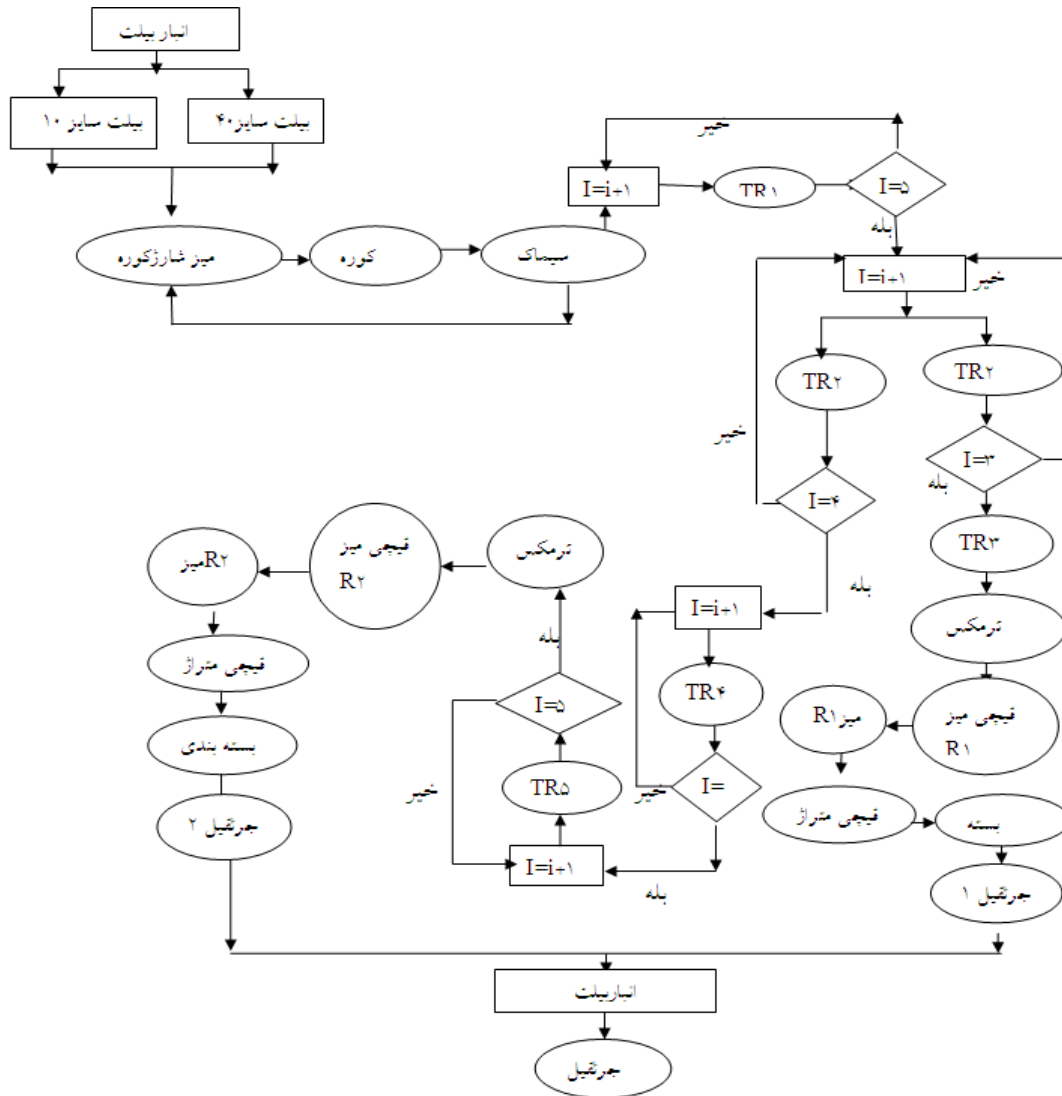 انبار بیلت
بیلت سایز ۱۰
بیلت سایز ۴۰
میز شارژکوره
کوره
سیماک
I=i+۱
TR۱
I=۵
خیر
بله
I=i+۱
خیر
TR۲
TR۲
خیر
I=۳
بله
I=۴
بله
TR۳
ترمکس
قیچی میز
R۱
میزR۱
قیچی متراژ
بسته
جرثقیل ۱
I=i+۱
TR۴
I=
خیر
بله
I=i+۱
TR۵
I=۵
خیر
بله
ترمکس
قیچی میز
R۲
میزR۲
قیچی متراژ
بسته بندی
جرثقیل ۲
انباربیلت
جرثقیل